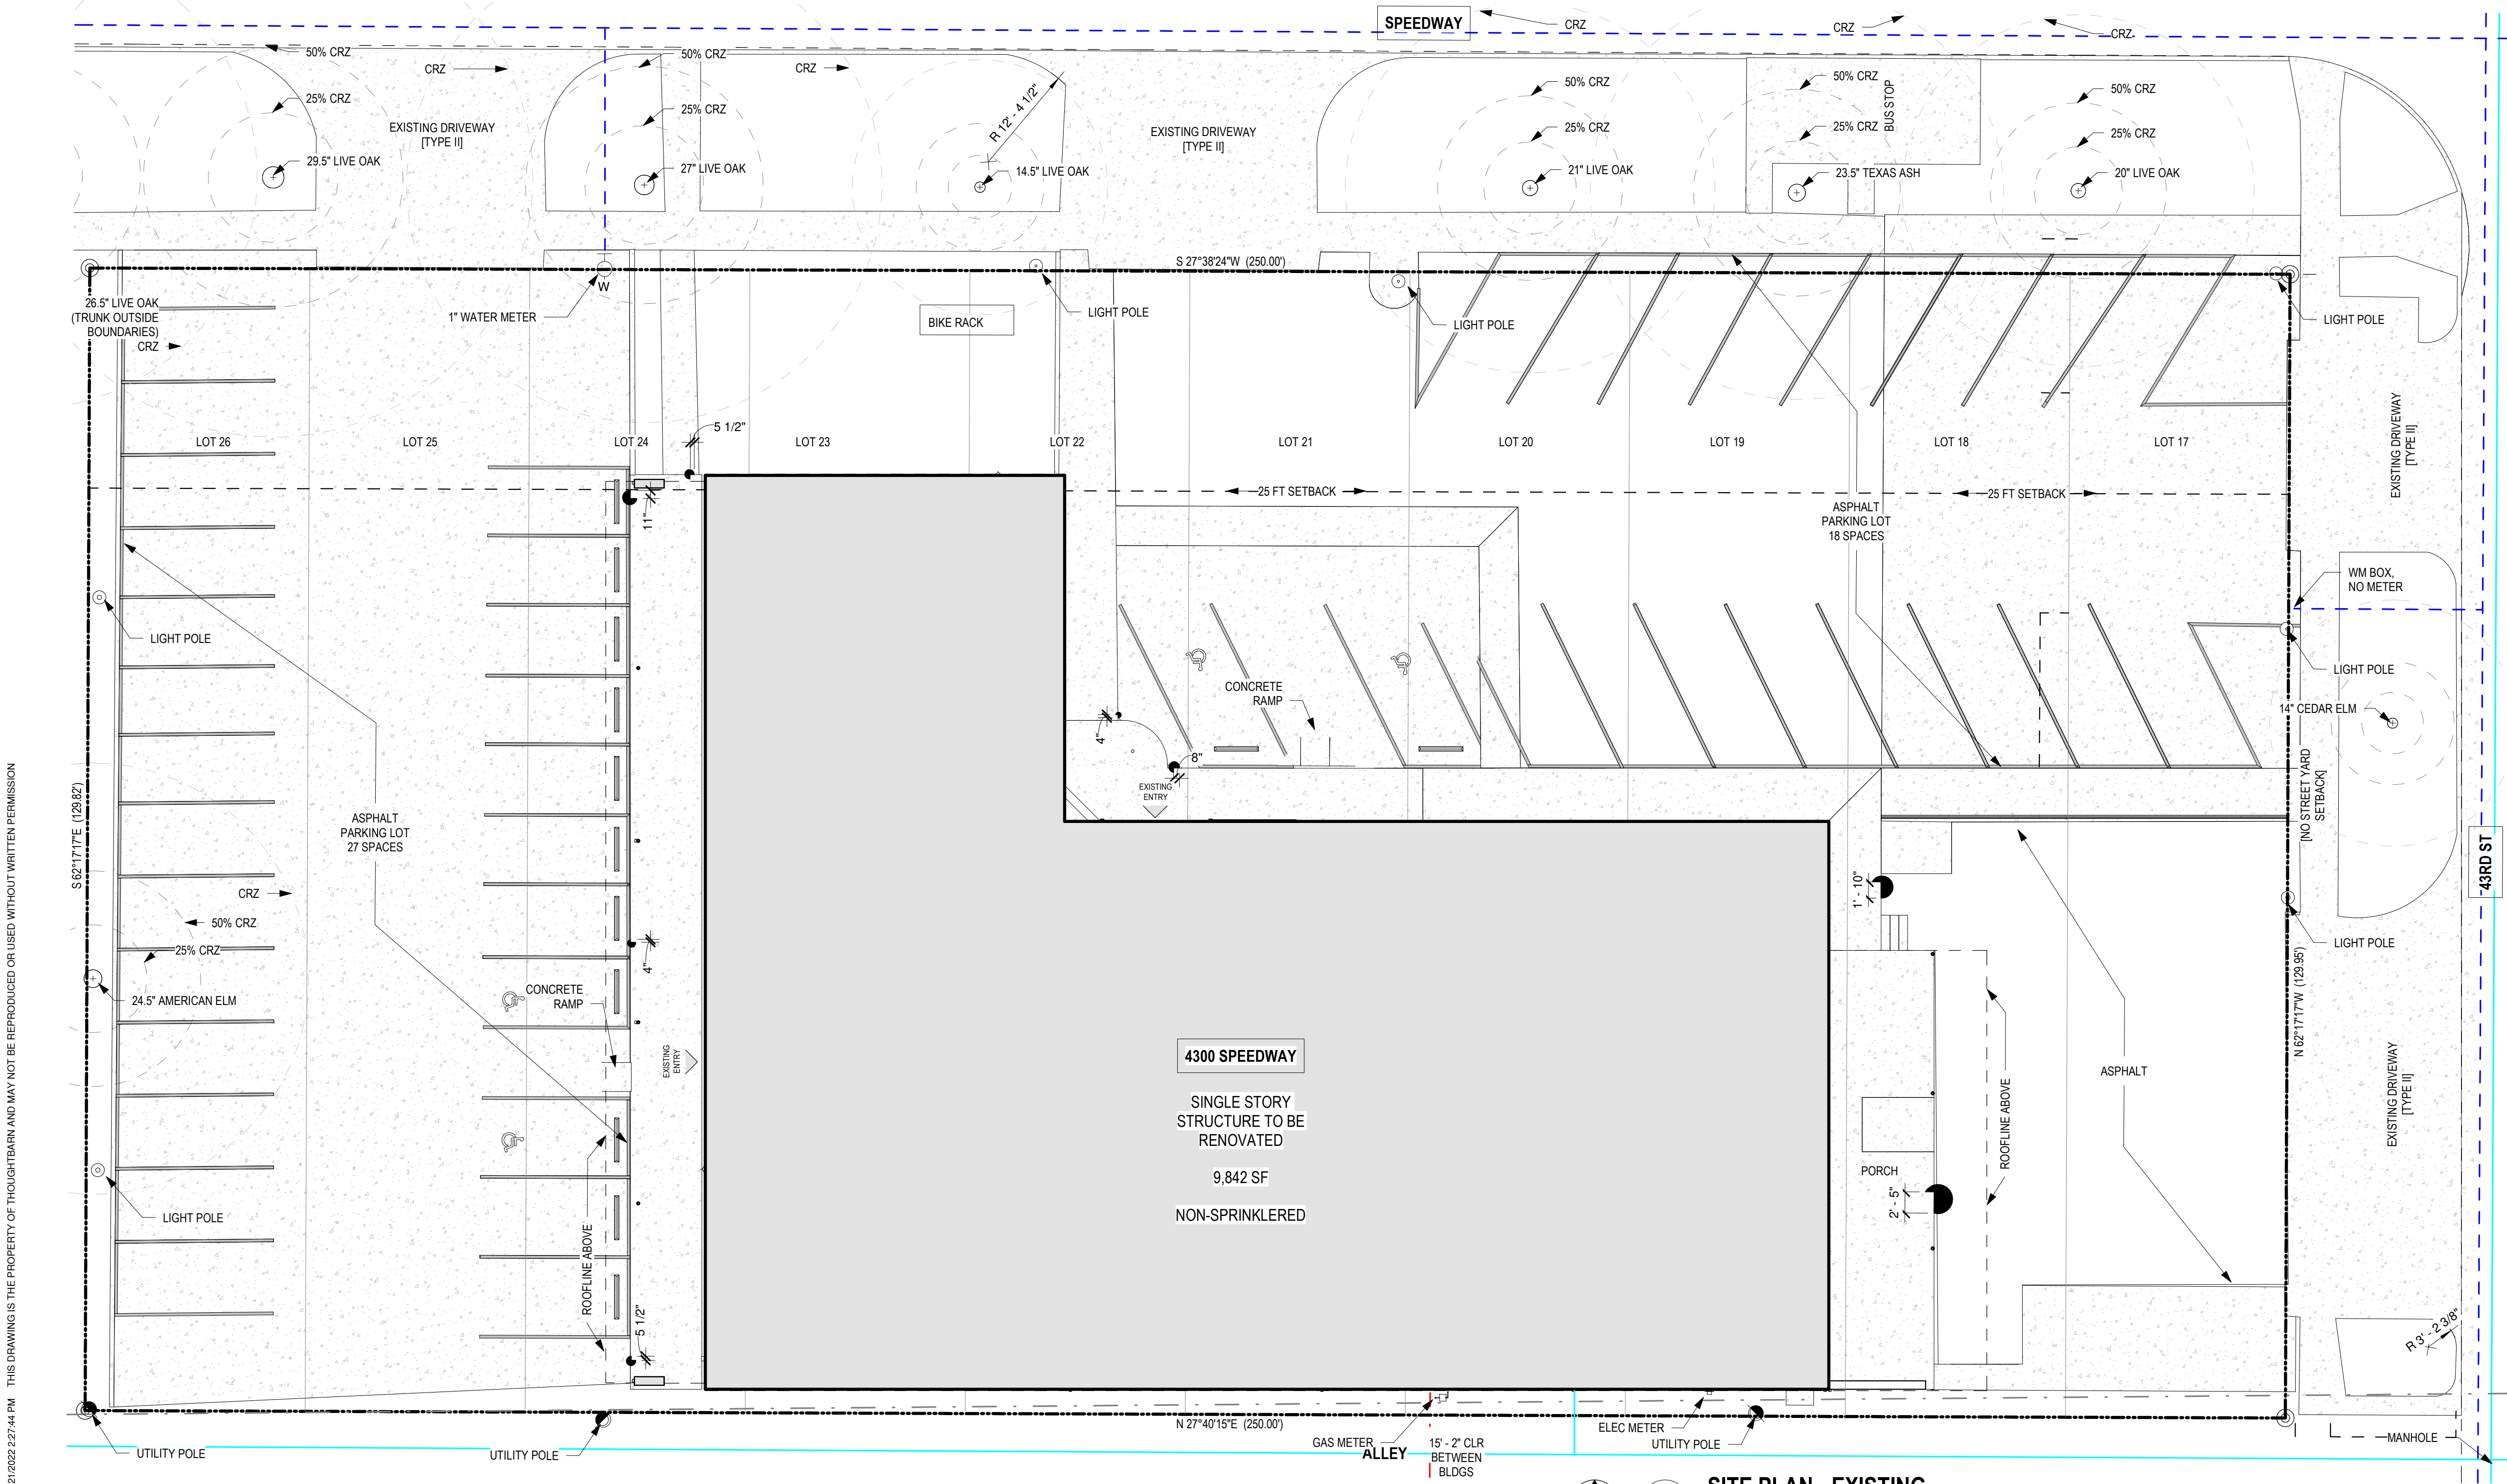 SPEEDWAY
CRZ
CRZ
CRZ
50% CRZ
CRZ
50% CRZ
CRZ
25% CRZ
25% CRZ
R 12' - 4 1/2"
50% CRZ
50% CRZ
50% CRZ
BUS STOP
EXISTING DRIVEWAY
[TYPE II]
EXISTING DRIVEWAY
[TYPE II]
25% CRZ
25% CRZ
25% CRZ
29.5" LIVE OAK
27" LIVE OAK
14.5" LIVE OAK
21" LIVE OAK
23.5" TEXAS ASH
20" LIVE OAK
S 27°38'24"W (250.00')
26.5" LIVE OAK
(TRUNK OUTSIDE
BOUNDARIES)
CRZ
W
1" WATER METER
BIKE RACK
LIGHT POLE
LIGHT POLE
LIGHT POLE
5 1/2"
LOT 26
LOT 25
LOT 24
LOT 23
LOT 22
LOT 21
LOT 20
LOT 19
LOT 18
LOT 17
EXISTING DRIVEWAY
[TYPE II]
25 FT SETBACK
25 FT SETBACK
11"
ASPHALT
PARKING LOT
18 SPACES
WM BOX,
NO METER
LIGHT POLE
LIGHT POLE
CONCRETE
RAMP
14" CEDAR ELM
4"
8"
EXISTING
ENTRY
[NO STREET YARD
SETBACK]
S 62°17'17"E (129.82')
ASPHALT
PARKING LOT
27 SPACES
43RD ST
CRZ
50% CRZ
25% CRZ
1' - 10"
LIGHT POLE
4"
24.5" AMERICAN ELM
CONCRETE
RAMP
N 62°17'17"W (129.95')
EXISTING
ENTRY
4300 SPEEDWAY
SINGLE STORY
STRUCTURE TO BE
RENOVATED
9,842 SF
NON-SPRINKLERED
ASPHALT
ROOFLINE ABOVE
EXISTING DRIVEWAY
[TYPE II]
PORCH
2' - 5"
LIGHT POLE
ROOFLINE ABOVE
5 1/2"
R 3' - 2 3/8"
N 27°40'15"E (250.00')
UTILITY POLE
UTILITY POLE
GAS METER
ALLEY
15' - 2" CLR
BETWEEN
BLDGS
ELEC METER
UTILITY POLE
MANHOLE
SITE PLAN - EXISTING
21/2022 2:27:44 PM THIS DRAWING IS THE PROPERTY OF THOUGHTBARN AND MAY NOT BE REPRODUCED OR USED WITHOUT WRITTEN PERMISSION